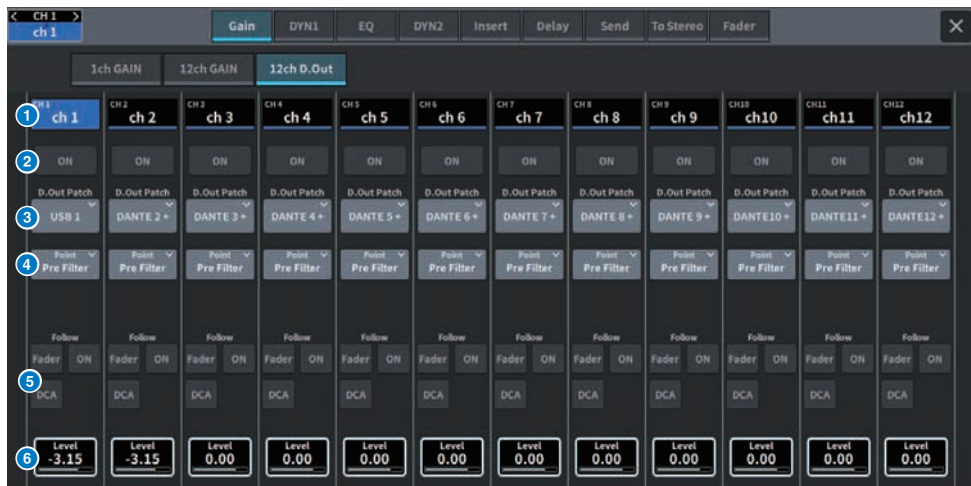 < CH 1 >
ch 1
Gain DYN1 EQ DYN2 Insert Delay Send To Stereo Fader ×
1ch GAIN 12ch GAIN 12ch D.Out
CH 1 CH 2 CH 3 CH 4 CH 5 CH 6 CH 7 CH 8 CH 9 CH10 CH11 CH12
1 ch 1 ch 2 ch 3 ch 4 ch 5 ch 6 ch 7 ch 8 ch 9 ch10 ch11 ch12
2 ON ON ON ON ON ON ON ON ON ON ON ON
D.Out Patch D.Out Patch D.Out Patch D.Out Patch D.Out Patch D.Out Patch D.Out Patch D.Out Patch D.Out Patch D.Out Patch D.Out Patch D.Out Patch
3 USB 1 DANTE 2+ DANTE 3+ DANTE 4+ DANTE 5+ DANTE 6+ DANTE 7+ DANTE 8+ DANTE 9+ DANTE10+ DANTE11+ DANTE12+
Point Point Point Point Point Point Point Point Point Point Point Point
4 Pre Filter Pre Filter Pre Filter Pre Filter Pre Filter Pre Filter Pre Filter Pre Filter Pre Filter Pre Filter Pre Filter Pre Filter
Follow Follow Follow Follow Follow Follow Follow Follow Follow Follow Follow Follow
Fader ON Fader ON Fader ON Fader ON Fader ON Fader ON Fader ON Fader ON Fader ON Fader ON Fader ON Fader ON
5
DCA DCA DCA DCA DCA DCA DCA DCA DCA DCA DCA DCA
Level Level Level Level Level Level Level Level Level Level Level Level
6 -3.15 -3.15 0.00 0.00 0.00 0.00 0.00 0.00 0.00 0.00 0.00 0.00